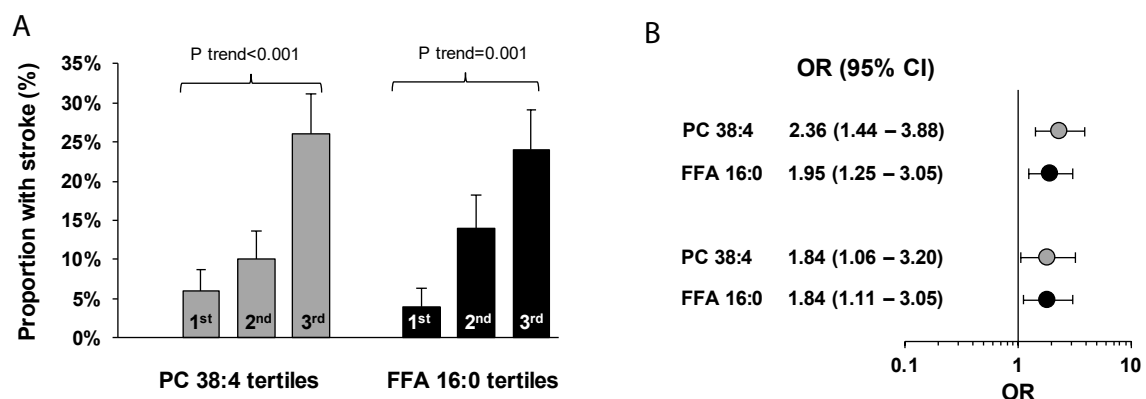 A
P trend<0.001
P trend=0.001
Proportion with stroke (%)
35%
30%
25%
20%
15%
10%
5%
0%
1st
2nd
3rd
1st
2nd
3rd
PC 38:4 tertiles
FFA 16:0 tertiles
B
OR (95% CI)
PC 38:4 2.36 (1.44 – 3.88)
FFA 16:0 1.95 (1.25 – 3.05)
PC 38:4 1.84 (1.06 – 3.20)
FFA 16:0 1.84 (1.11 – 3.05)
0.1 1 10
OR